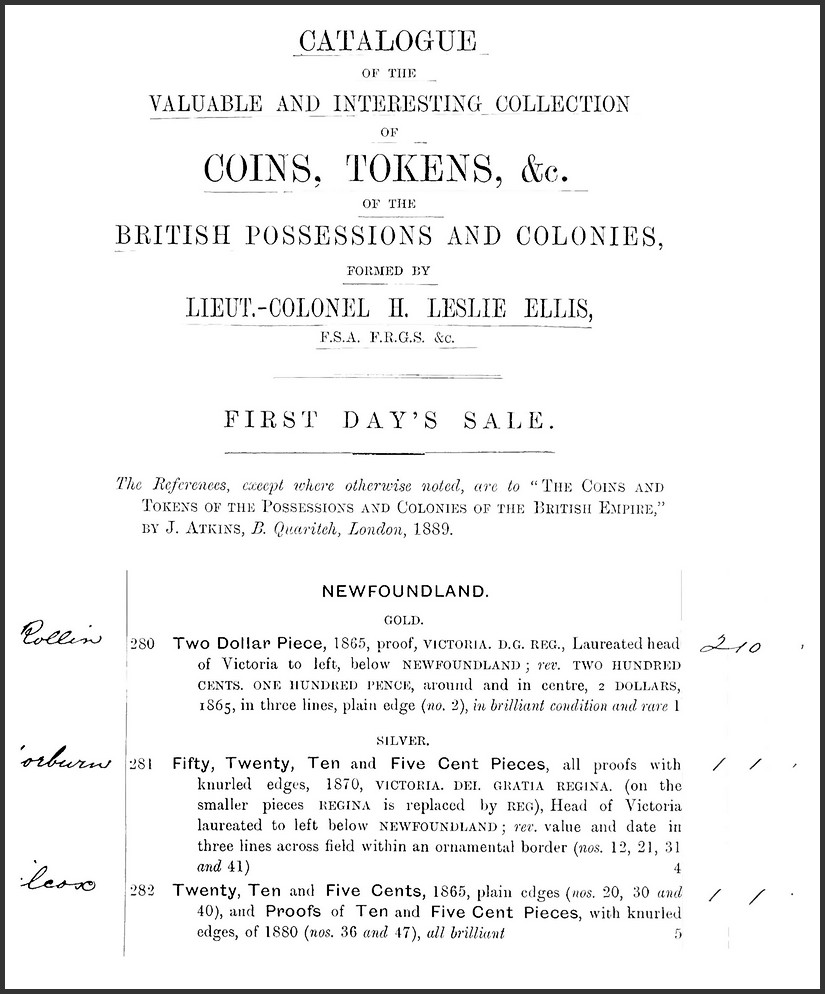 CATALOGUE
OF THE
VALUABLE AND INTERESTING COLLECTION
OF
COINS, TOKENS, &c.
OF THE
BRITISH POSSESSIONS AND COLONIES,
FORMED BY
LIEUT.-COLONEL H. LESLIE ELLIS,
F.S.A. F.R.G.S. &c.
FIRST DAY'S SALE.
The References, except where otherwise noted, are to “THE COINS AND
TOKENS OF THE POSSESSIONS AND COLONIES OF THE BRITISH EMPIRE,”
BY J. ATKINS, B. Quaritch, London, 1889.
NEWFOUNDLAND.
GOLD.
Rollin 280 Two Dollar Piece, 1865, proof, VICTORIA. D.G. REG., Laureated head 2 10
of Victoria to left, below NEWFOUNDLAND; rev. TWO HUNDRED
CENTS. ONE HUNDRED PENCE, around and in centre, 2 DOLLARS,
1865, in three lines, plain edge (no. 2), in brilliant condition and rare 1
SILVER.
orburn 281 Fifty, Twenty, Ten and Five Cent Pieces, all proofs with 1 1
knurled edges, 1870, VICTORIA. DEI. GRATIA REGINA. (on the
smaller pieces REGINA is replaced by REG), Head of Victoria
laureated to left below NEWFOUNDLAND; rev. value and date in
three lines across field within an ornamental border (nos. 12, 21, 31
and 41) 4
282 Twenty, Ten and Five Cents, 1865, plain edges (nos. 20, 30 and 1 1
40), and Proofs of Ten and Five Cent Pieces, with knurled
edges, of 1880 (nos. 36 and 47), all brilliant 5